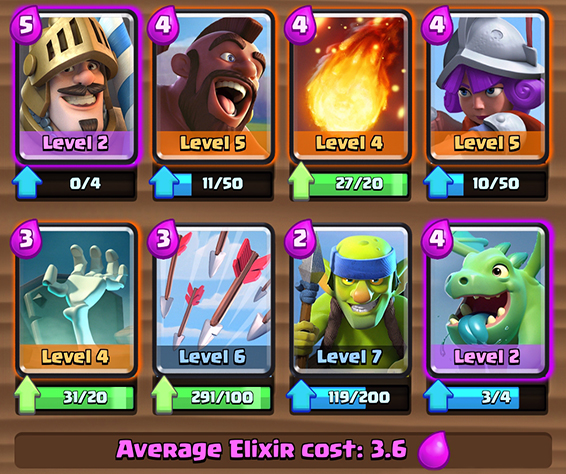 5 4 4 4
Level 2 Level 5 Level 4 Level 5
0/4 11/50 27/20 10/50
3 3 2 4
Level 4 Level 6 Level 7 Level 2
31/20 291/100 119/200 3/4
Average Elixir cost: 3.6